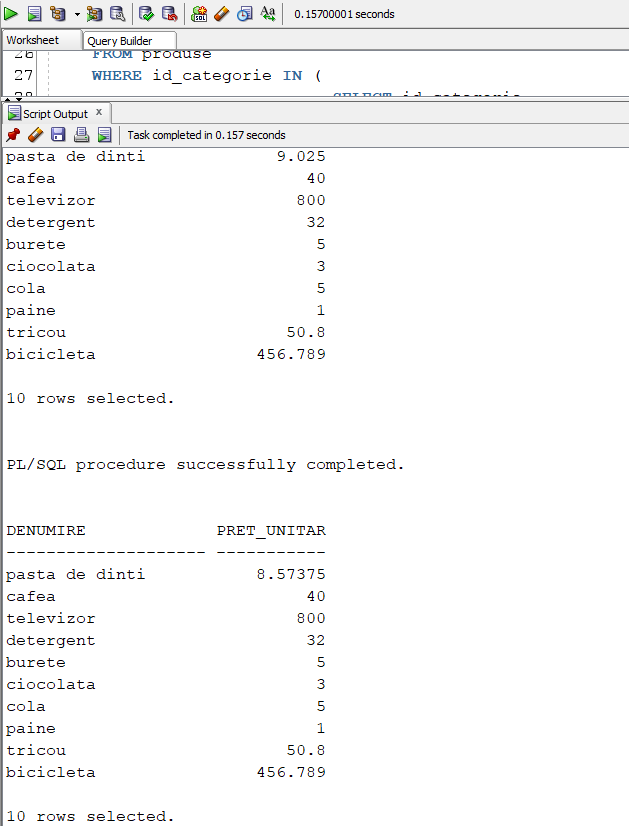 SQL Aa 0.15700001 seconds
Worksheet Query Builder
26 FROM produse
27 WHERE id_categorie IN (
28 SELECT id_categorie
Script Output x
Task completed in 0.157 seconds
pasta de dinti 9.025
cafea 40
televizor 800
detergent 32
burete 5
ciocolata 3
cola 5
paine 1
tricou 50.8
bicicleta 456.789
10 rows selected.
PL/SQL procedure successfully completed.
DENUMIRE PRET_UNITAR
-------------------- -----------
pasta de dinti 8.57375
cafea 40
televizor 800
detergent 32
burete 5
ciocolata 3
cola 5
paine 1
tricou 50.8
bicicleta 456.789
10 rows selected.